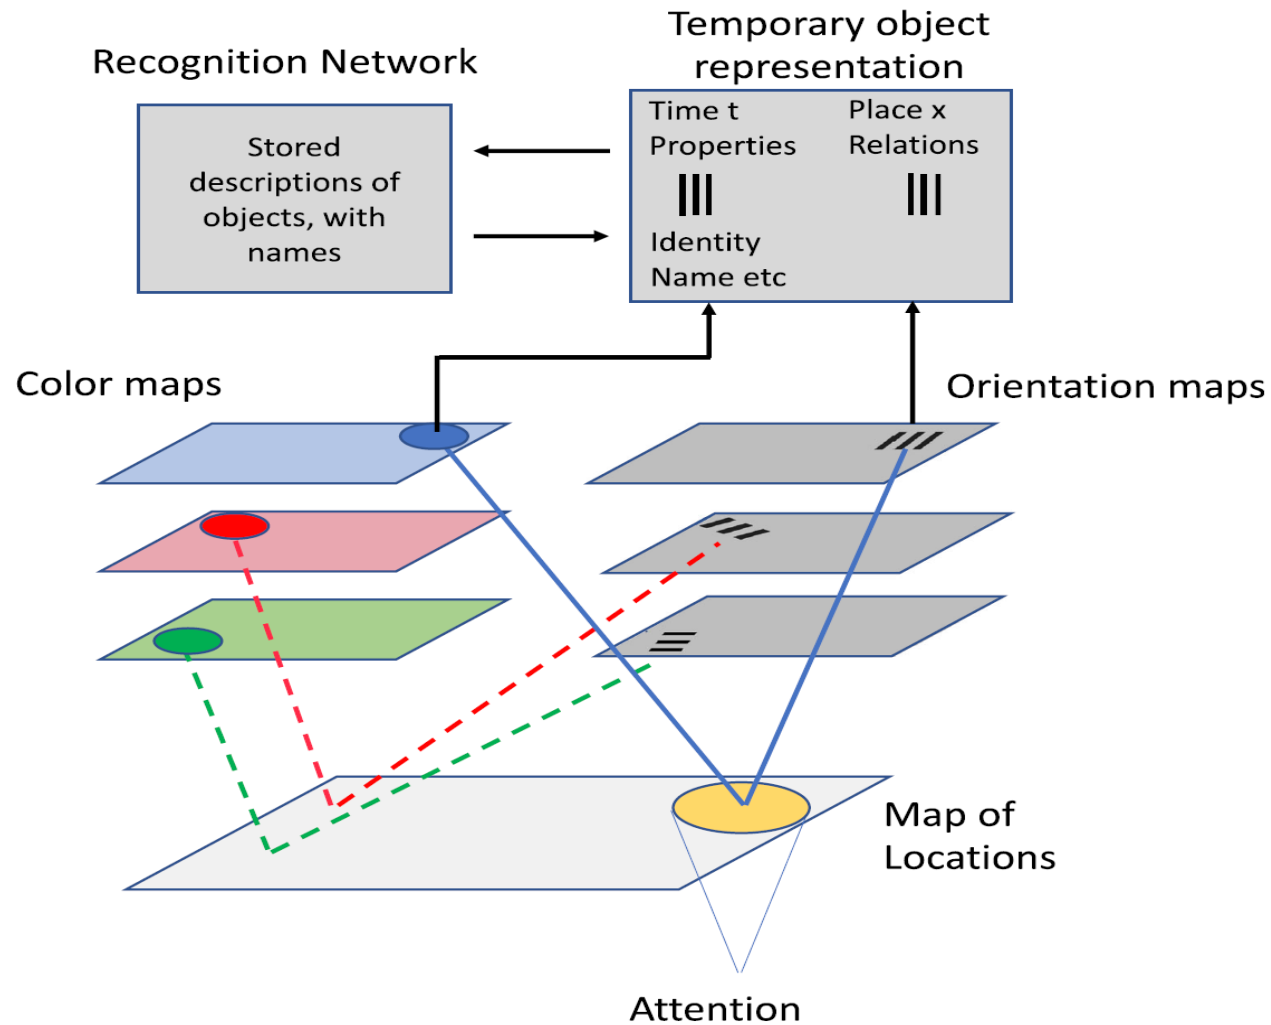 Recognition Network
Stored
descriptions of
objects, with
names
Temporary object
representation
Time t
Properties
Place x
Relations
Identity
Name etc
Color maps
Orientation maps
Map of
Locations
Attention